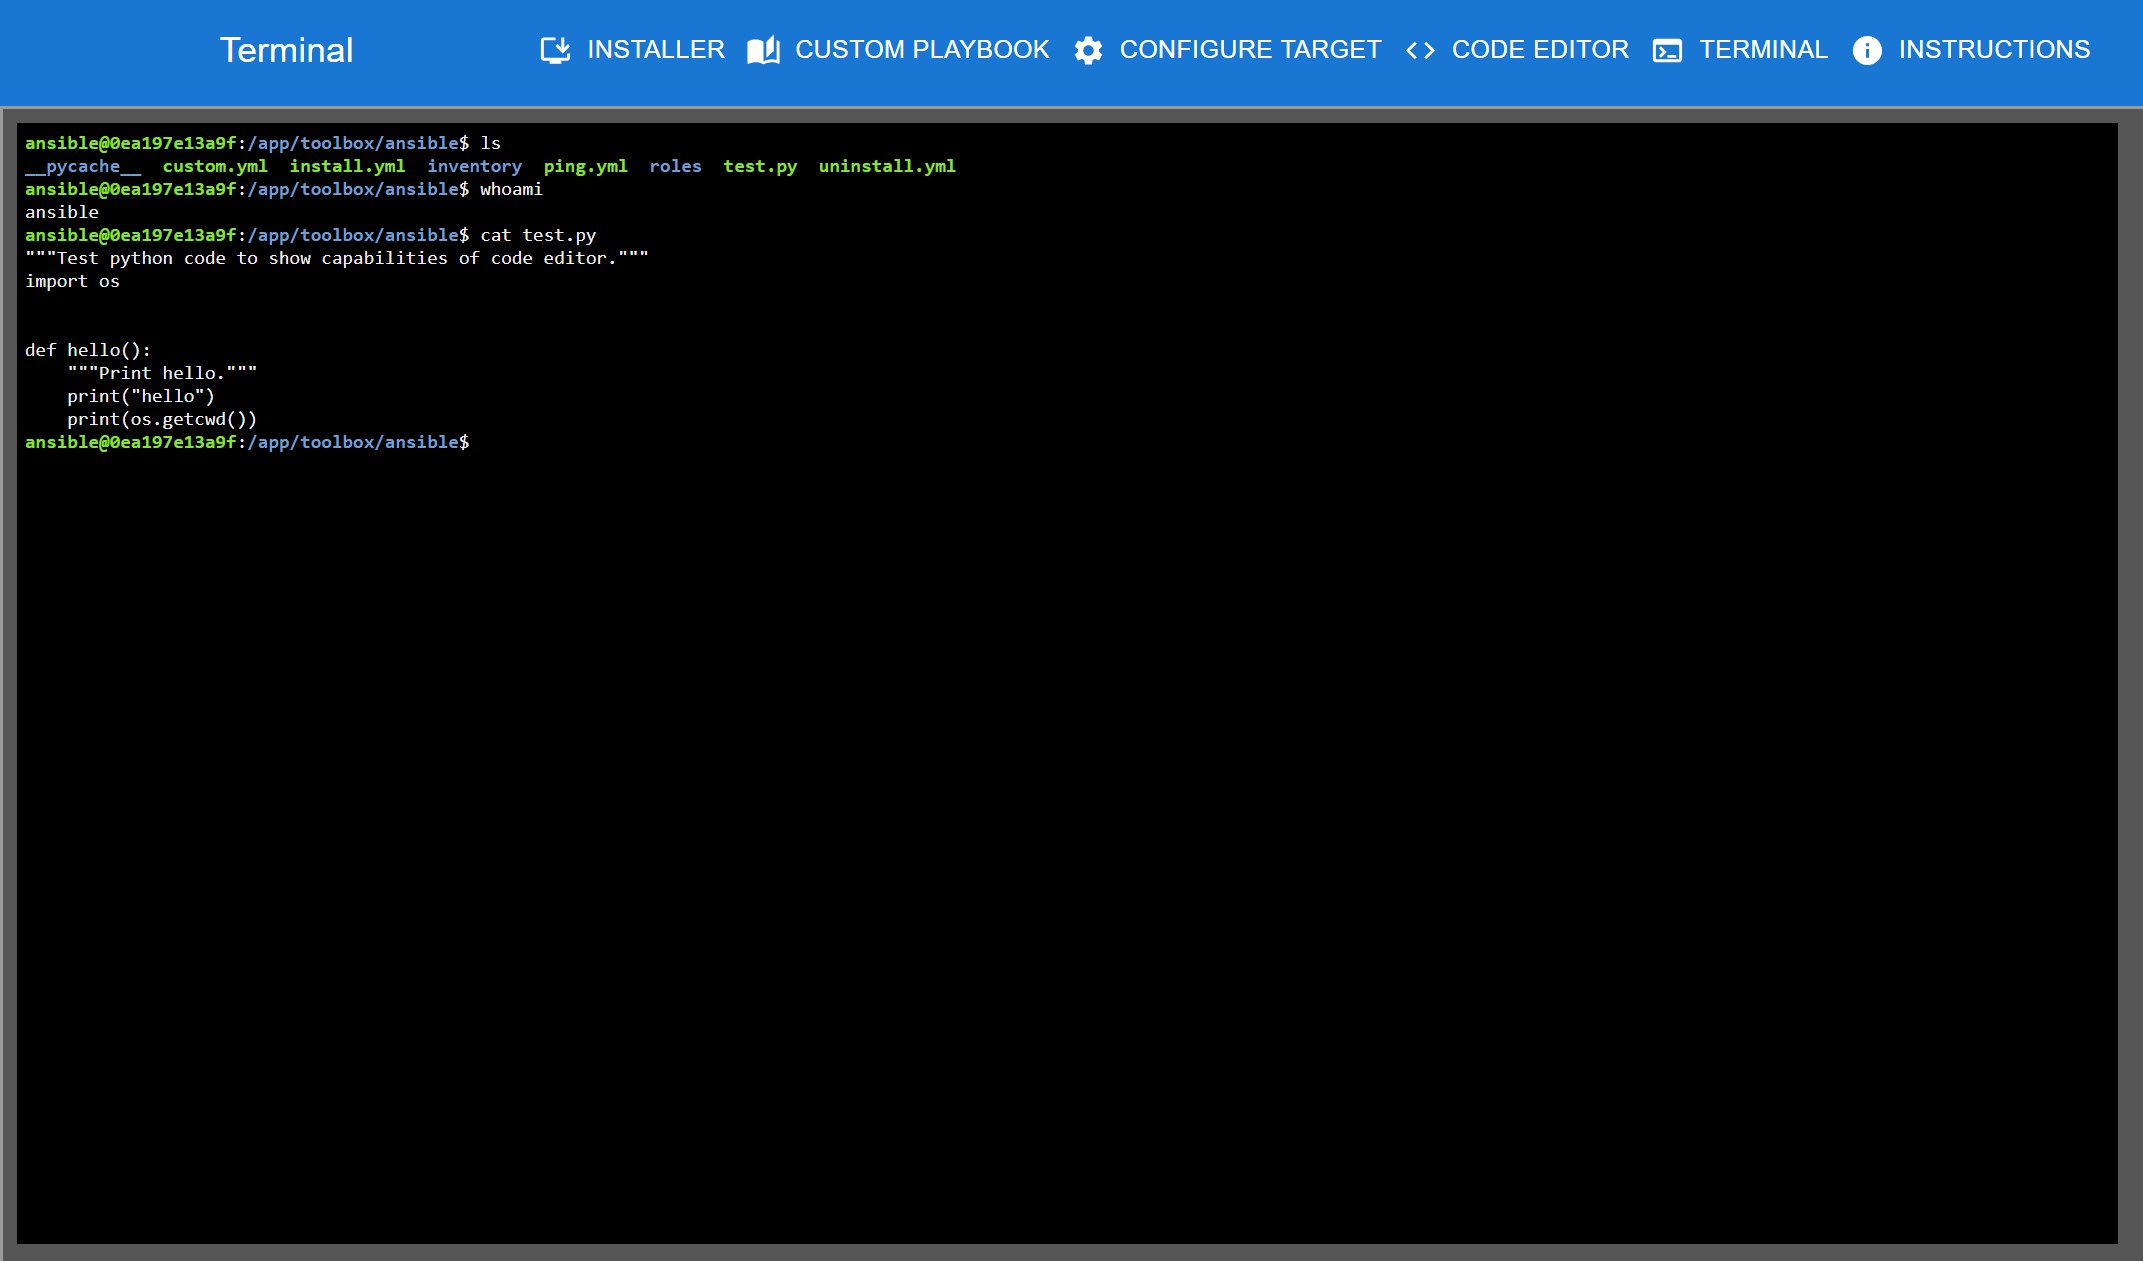 Terminal INSTALLER CUSTOM PLAYBOOK CONFIGURE TARGET CODE EDITOR TERMINAL INSTRUCTIONS
ansible@0ea197e13a9f:/app/toolbox/ansible$ ls
__pycache__  custom.yml  install.yml  inventory  ping.yml  roles  test.py  uninstall.yml
ansible@0ea197e13a9f:/app/toolbox/ansible$ whoami
ansible
ansible@0ea197e13a9f:/app/toolbox/ansible$ cat test.py
"""Test python code to show capabilities of code editor."""
import os
def hello():
    """Print hello."""
    print("hello")
    print(os.getcwd())
ansible@0ea197e13a9f:/app/toolbox/ansible$